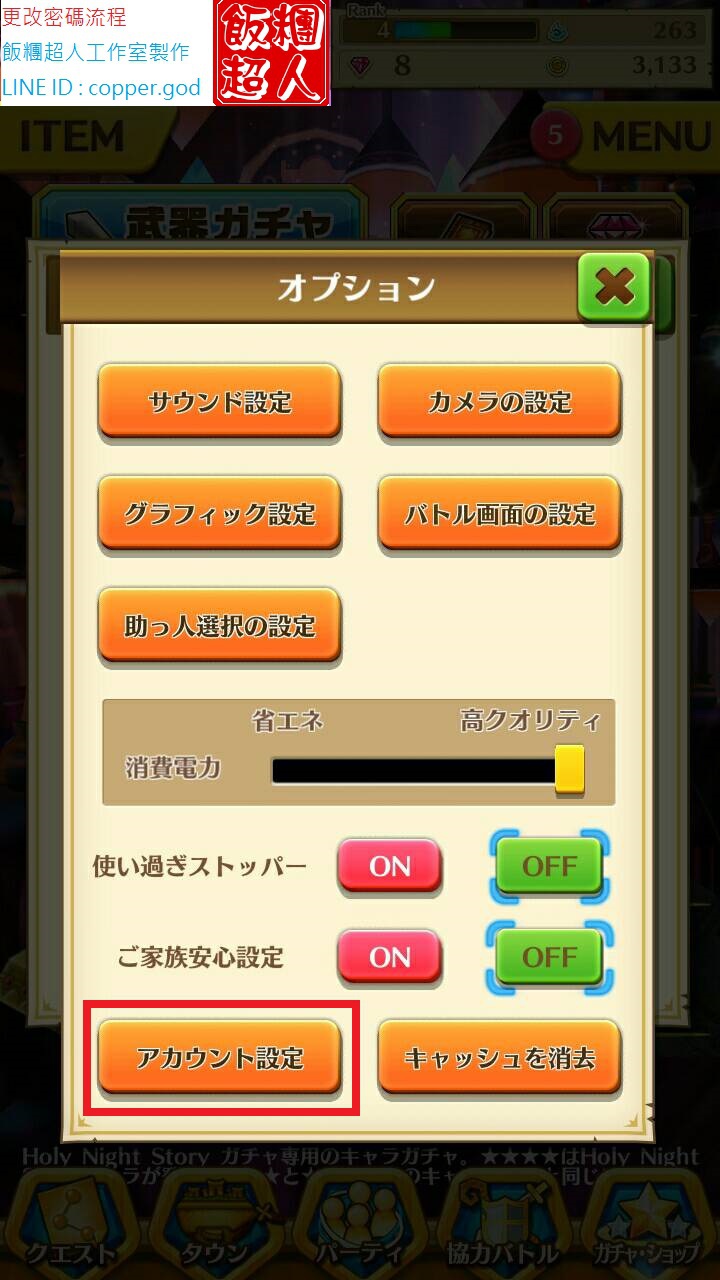 更改密碼流程
飯糰超人工作室製作
LINE ID : copper.god
飯糰
超人
Rank
4
263
8
3,133
ITEM
5
MENU
武器ガチャ
オプション
サウンド設定
カメラの設定
グラフィック設定
バトル画面の設定
助っ人選択の設定
省エネ
高クオリティ
消費電力
使い過ぎストッパー
ON
OFF
ご家族安心設定
ON
OFF
アカウント設定
キャッシュを消去
Holy Night Story ガチャ専用のキャラガチャ。★★★★はHoly Night
クエスト
タウン
パーティ
協力バトル
ガチャ・ショップ